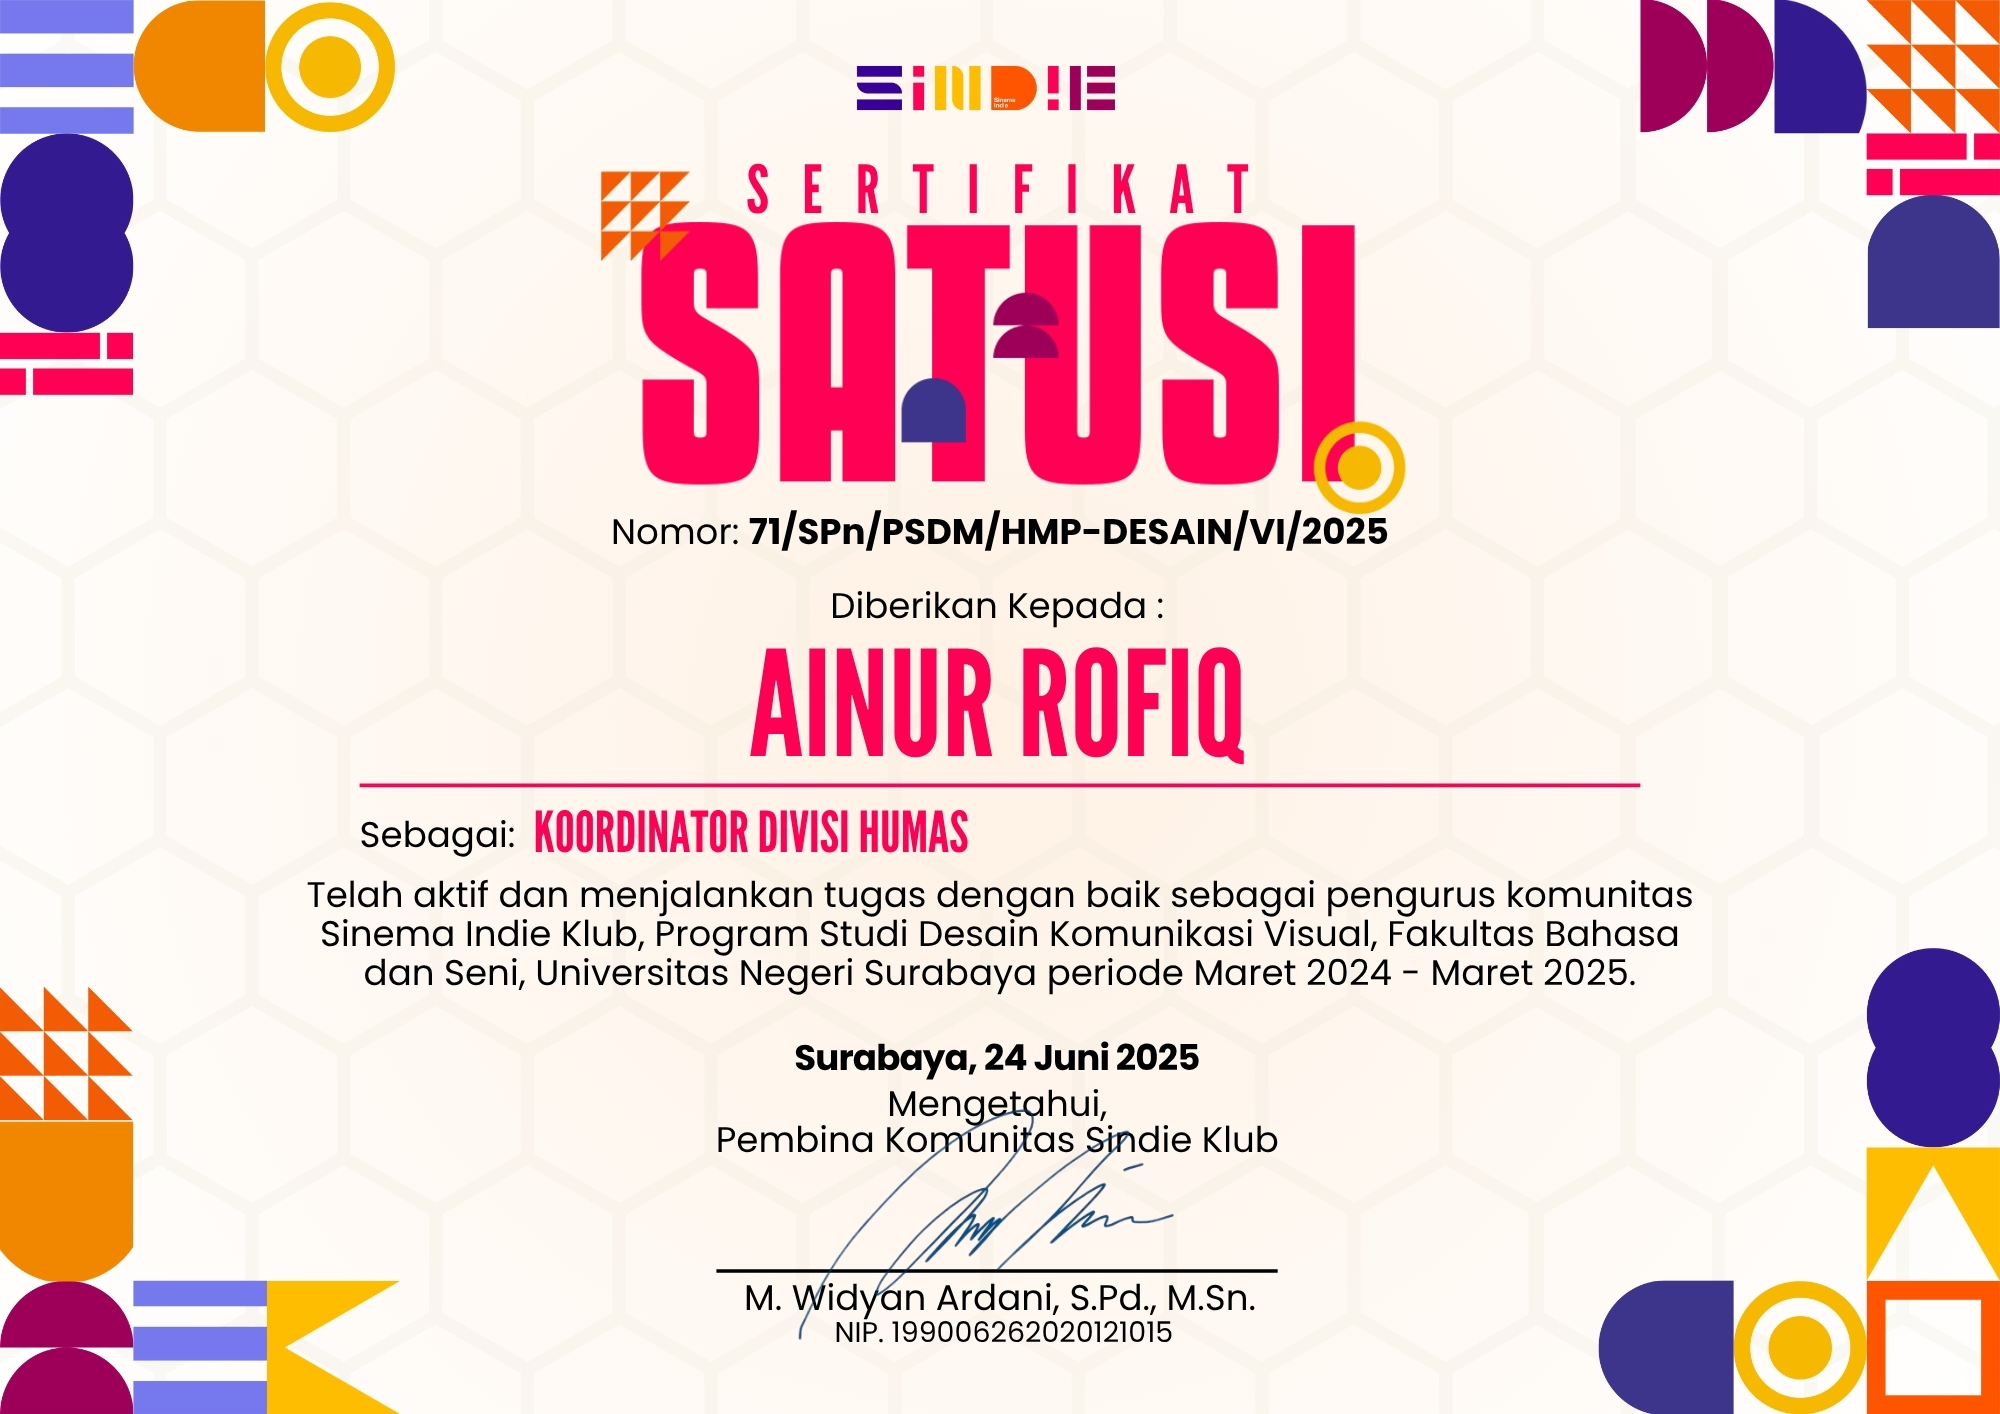 SINDIE
Sinema
Indie
SERTIFIKAT
SATUSI
Nomor: 71/SPn/PSDM/HMP-DESAIN/VI/2025
Diberikan Kepada :
AINUR ROFIQ
Sebagai: KOORDINATOR DIVISI HUMAS
Telah aktif dan menjalankan tugas dengan baik sebagai pengurus komunitas
Sinema Indie Klub, Program Studi Desain Komunikasi Visual, Fakultas Bahasa
dan Seni, Universitas Negeri Surabaya periode Maret 2024 - Maret 2025.
Surabaya, 24 Juni 2025
Mengetahui,
Pembina Komunitas Sindie Klub
M. Widyan Ardani, S.Pd., M.Sn.
NIP. 199006262020121015